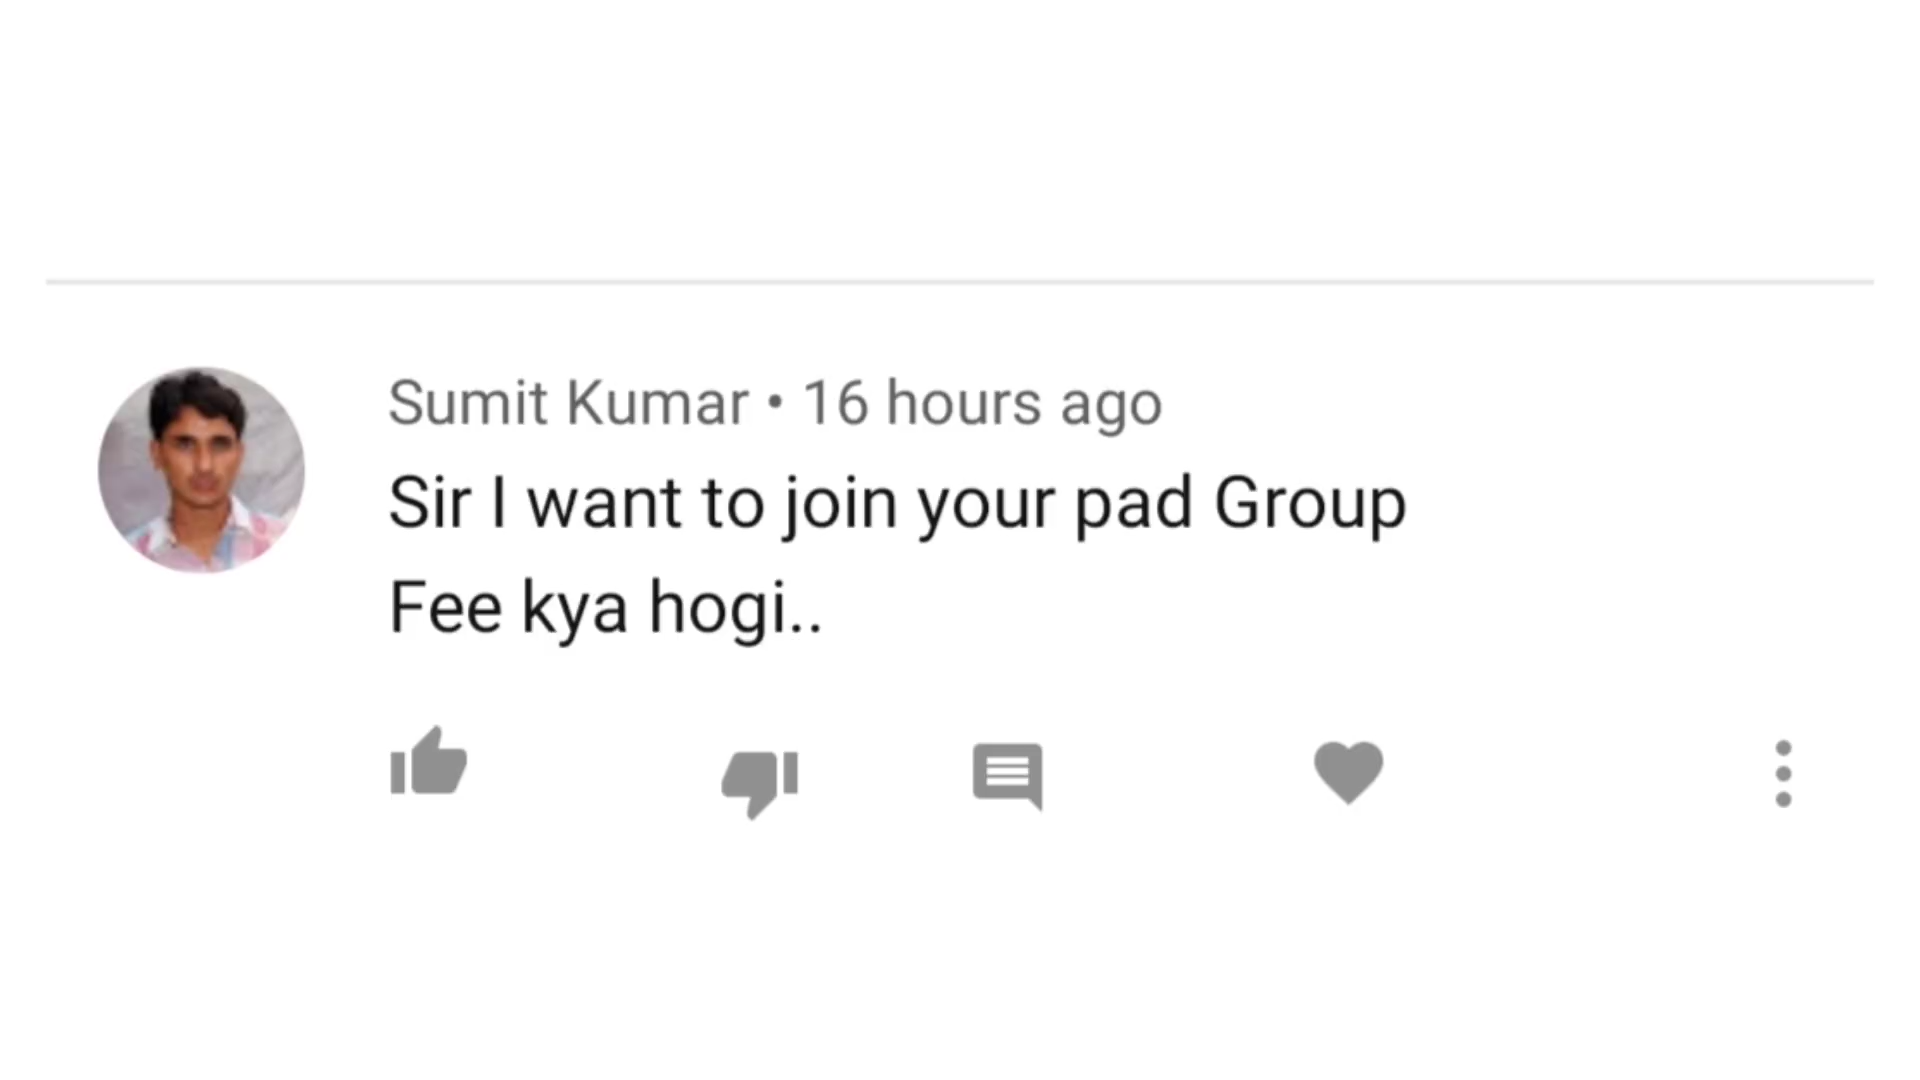 Sumit Kumar • 16 hours ago
Sir I want to join your pad Group
Fee kya hogi..